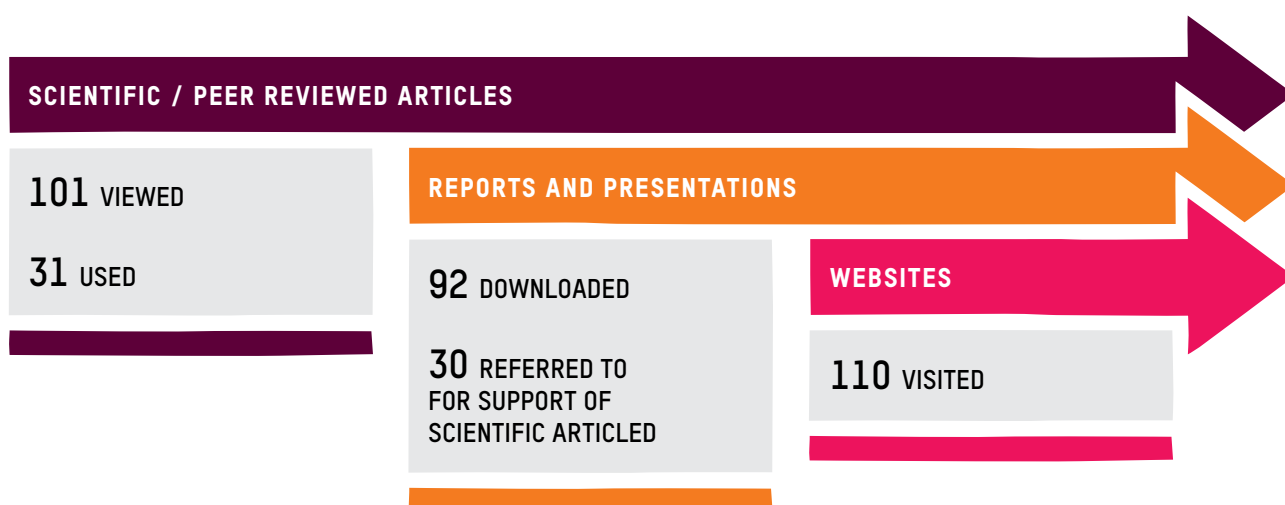 SCIENTIFIC / PEER REVIEWED ARTICLES
101 VIEWED
31 USED
REPORTS AND PRESENTATIONS
92 DOWNLOADED
30 REFERRED TO
FOR SUPPORT OF
SCIENTIFIC ARTICLED
WEBSITES
110 VISITED